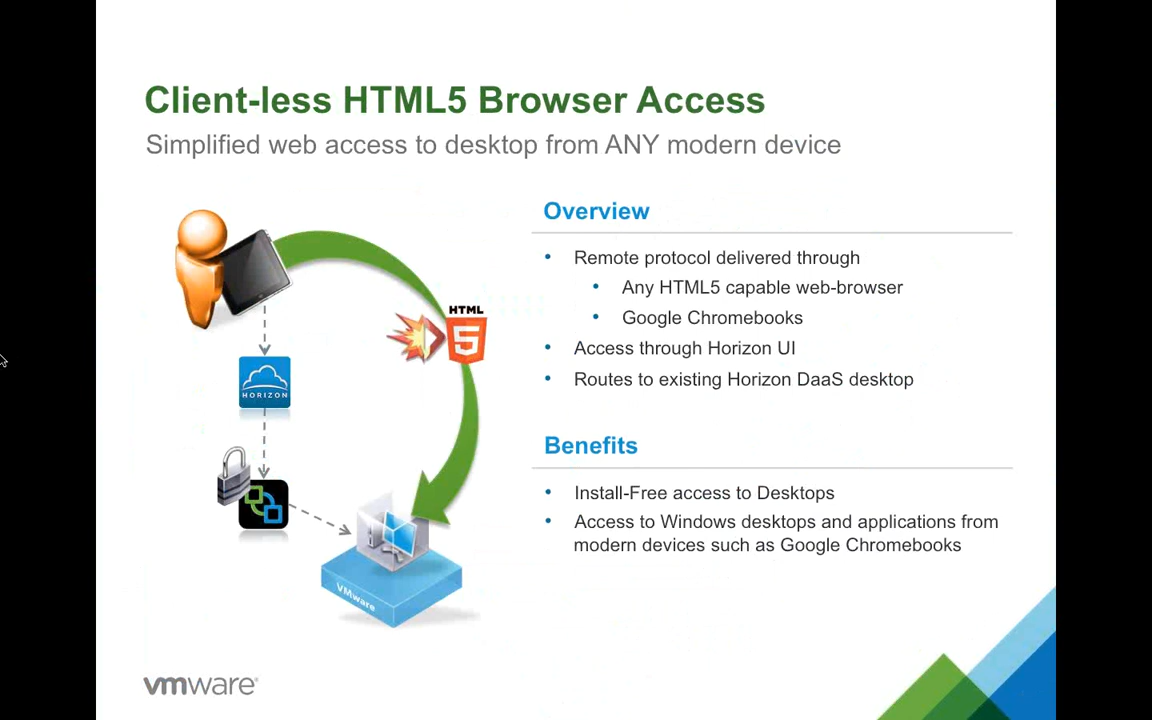 Client-less HTML5 Browser Access
Simplified web access to desktop from ANY modern device
Overview
• Remote protocol delivered through
• Any HTML5 capable web-browser
• Google Chromebooks
• Access through Horizon UI
• Routes to existing Horizon DaaS desktop
Benefits
• Install-Free access to Desktops
• Access to Windows desktops and applications from
modern devices such as Google Chromebooks
HTML
5
HORIZON
VMware
vmware®